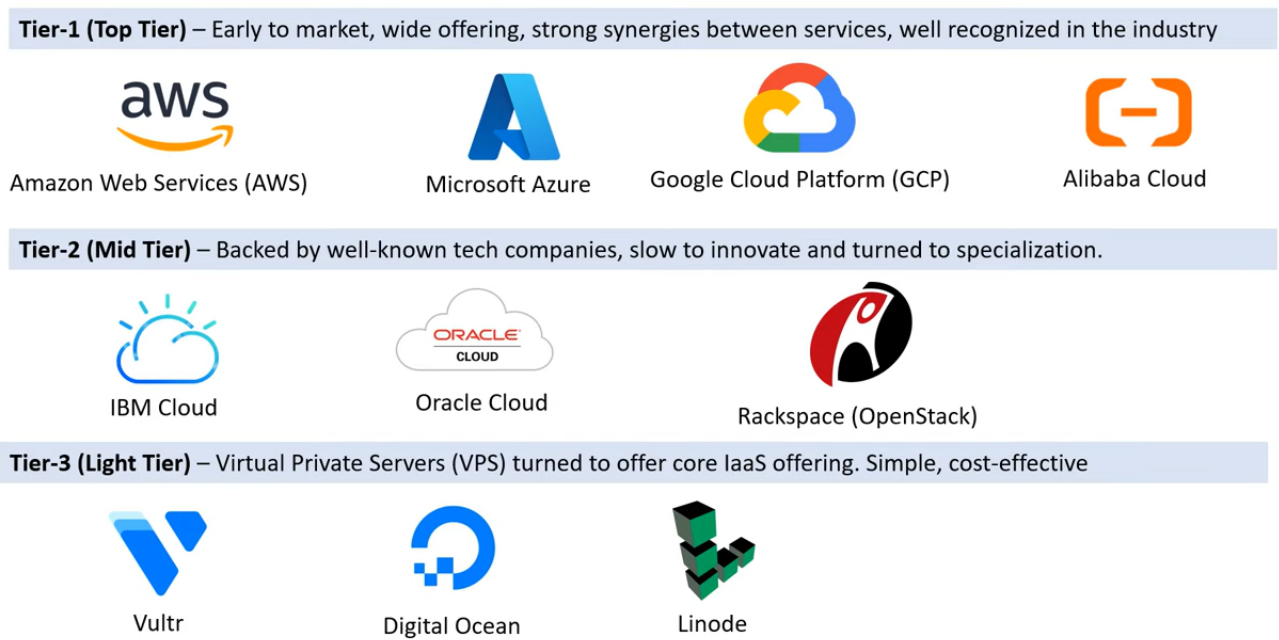 Tier-1 (Top Tier) – Early to market, wide offering, strong synergies between services, well recognized in the industry
aws
Amazon Web Services (AWS)
Microsoft Azure
Google Cloud Platform (GCP)
Alibaba Cloud
Tier-2 (Mid Tier) – Backed by well-known tech companies, slow to innovate and turned to specialization.
ORACLE
CLOUD
IBM Cloud
Oracle Cloud
Rackspace (OpenStack)
Tier-3 (Light Tier) – Virtual Private Servers (VPS) turned to offer core IaaS offering. Simple, cost-effective
Vultr
Digital Ocean
Linode